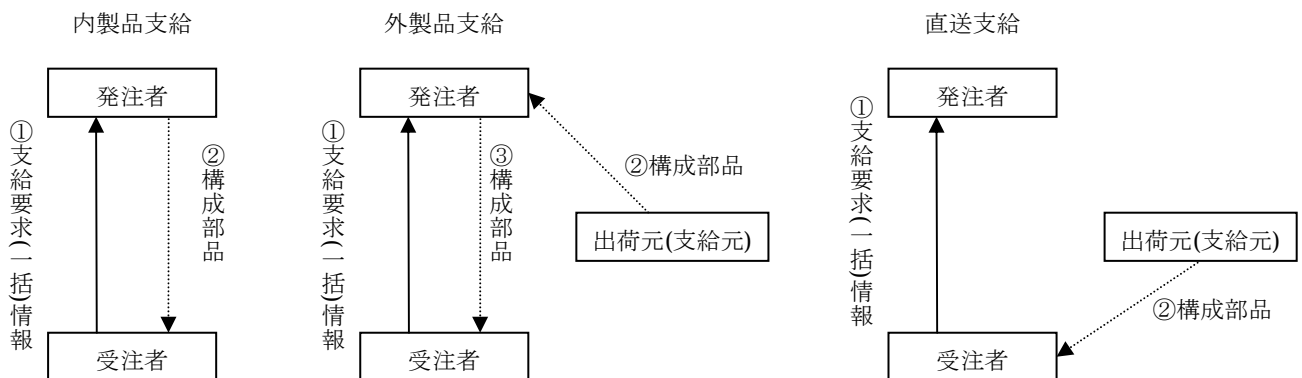 内製品支給
発注者
①支給要求(一括)情報
②構成部品
受注者
外製品支給
発注者
①支給要求(一括)情報
③構成部品
②構成部品
出荷元(支給元)
受注者
直送支給
発注者
①支給要求(一括)情報
出荷元(支給元)
②構成部品
受注者